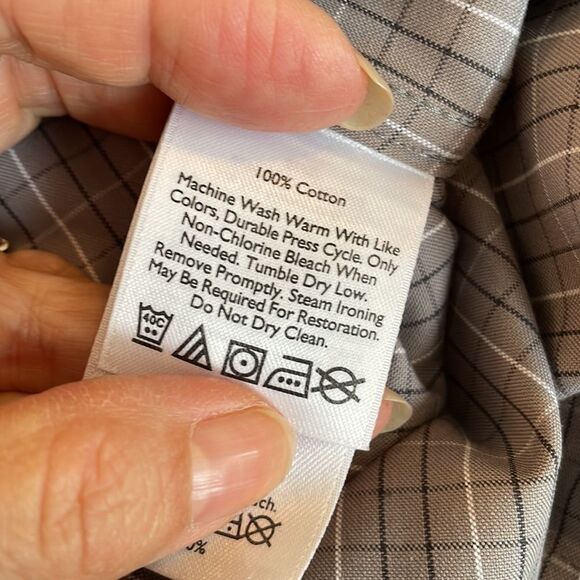 100% Cotton
Machine Wash Warm With Like
Colors, Durable Press Cycle. Only
Non-Chlorine Bleach When
Needed. Tumble Dry Low.
Remove Promptly. Steam Ironing
May Be Required For Restoration.
Do Not Dry Clean.
40C
ch.
%